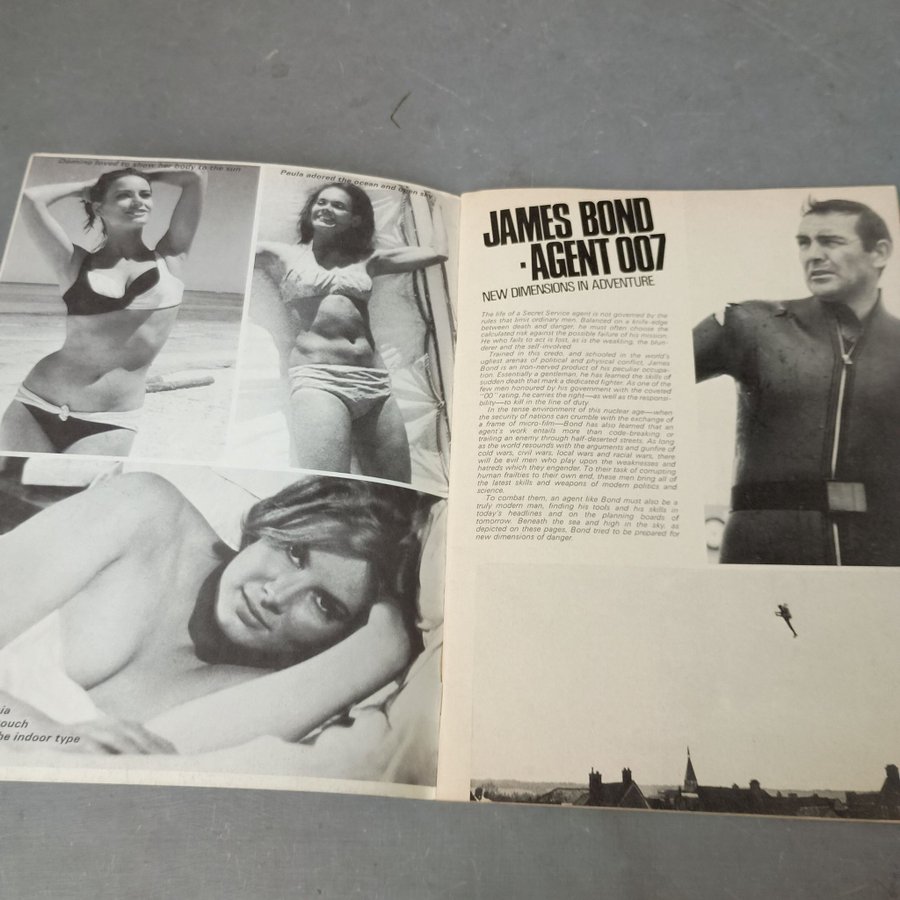 Domino loved to show her body to the sun
Paula adored the ocean and open sky
ia
ouch
he indoor type
JAMES BOND
·AGENT 007
NEW DIMENSIONS IN ADVENTURE
The life of a Secret Service agent is not governed by the
rules that limit ordinary men. Balanced on a knife-edge
between death and danger, he must often choose the
calculated risk against the possible failure of his mission.
He who fails to act is lost, as is the weakling, the blun-
derer and the self-involved.
Trained in this credo, and schooled in the world's
ugliest arenas of political and physical conflict, James
Bond is an iron-nerved product of his peculiar occupa-
tion. Essentially a gentleman, he has learned the skills of
sudden death that mark a dedicated fighter. As one of the
few men honoured by his government with the coveted
"00" rating, he carries the right—as well as the responsi-
bility—to kill in the line of duty.
In the tense environment of this nuclear age—when
the security of nations can crumble with the exchange of
a frame of micro-film—Bond has also learned that an
agent's work entails more than code-breaking or
trailing an enemy through half-deserted streets. As long
as the world resounds with the arguments and gunfire of
cold wars, civil wars, local wars and racial wars, there
will be evil men who play upon the weaknesses and
hatreds which they engender. To their task of corrupting
human frailties to their own end, these men bring all of
the latest skills and weapons of modern politics and
science.
To combat them, an agent like Bond must also be a
truly modern man, finding his tools and his skills in
today's headlines and on the planning boards of
tomorrow. Beneath the sea and high in the sky, as
depicted on these pages, Bond tried to be prepared for
new dimensions of danger.